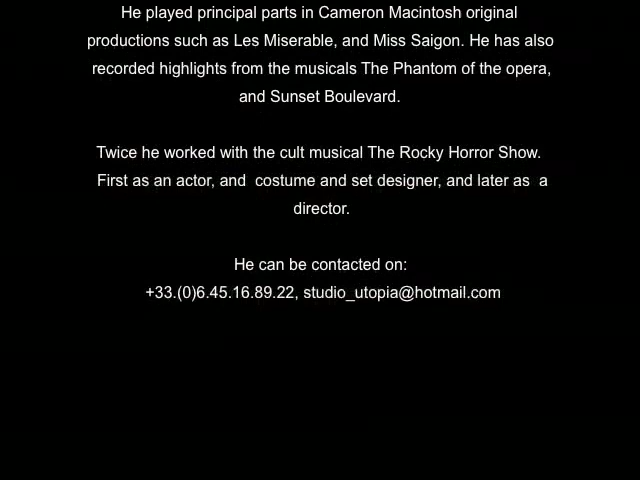 He played principal parts in Cameron Macintosh original
productions such as Les Miserable, and Miss Saigon. He has also
recorded highlights from the musicals The Phantom of the opera,
and Sunset Boulevard.
Twice he worked with the cult musical The Rocky Horror Show.
First as an actor, and  costume and set designer, and later as  a
director.
He can be contacted on:
+33.(0)6.45.16.89.22, studio_utopia@hotmail.com